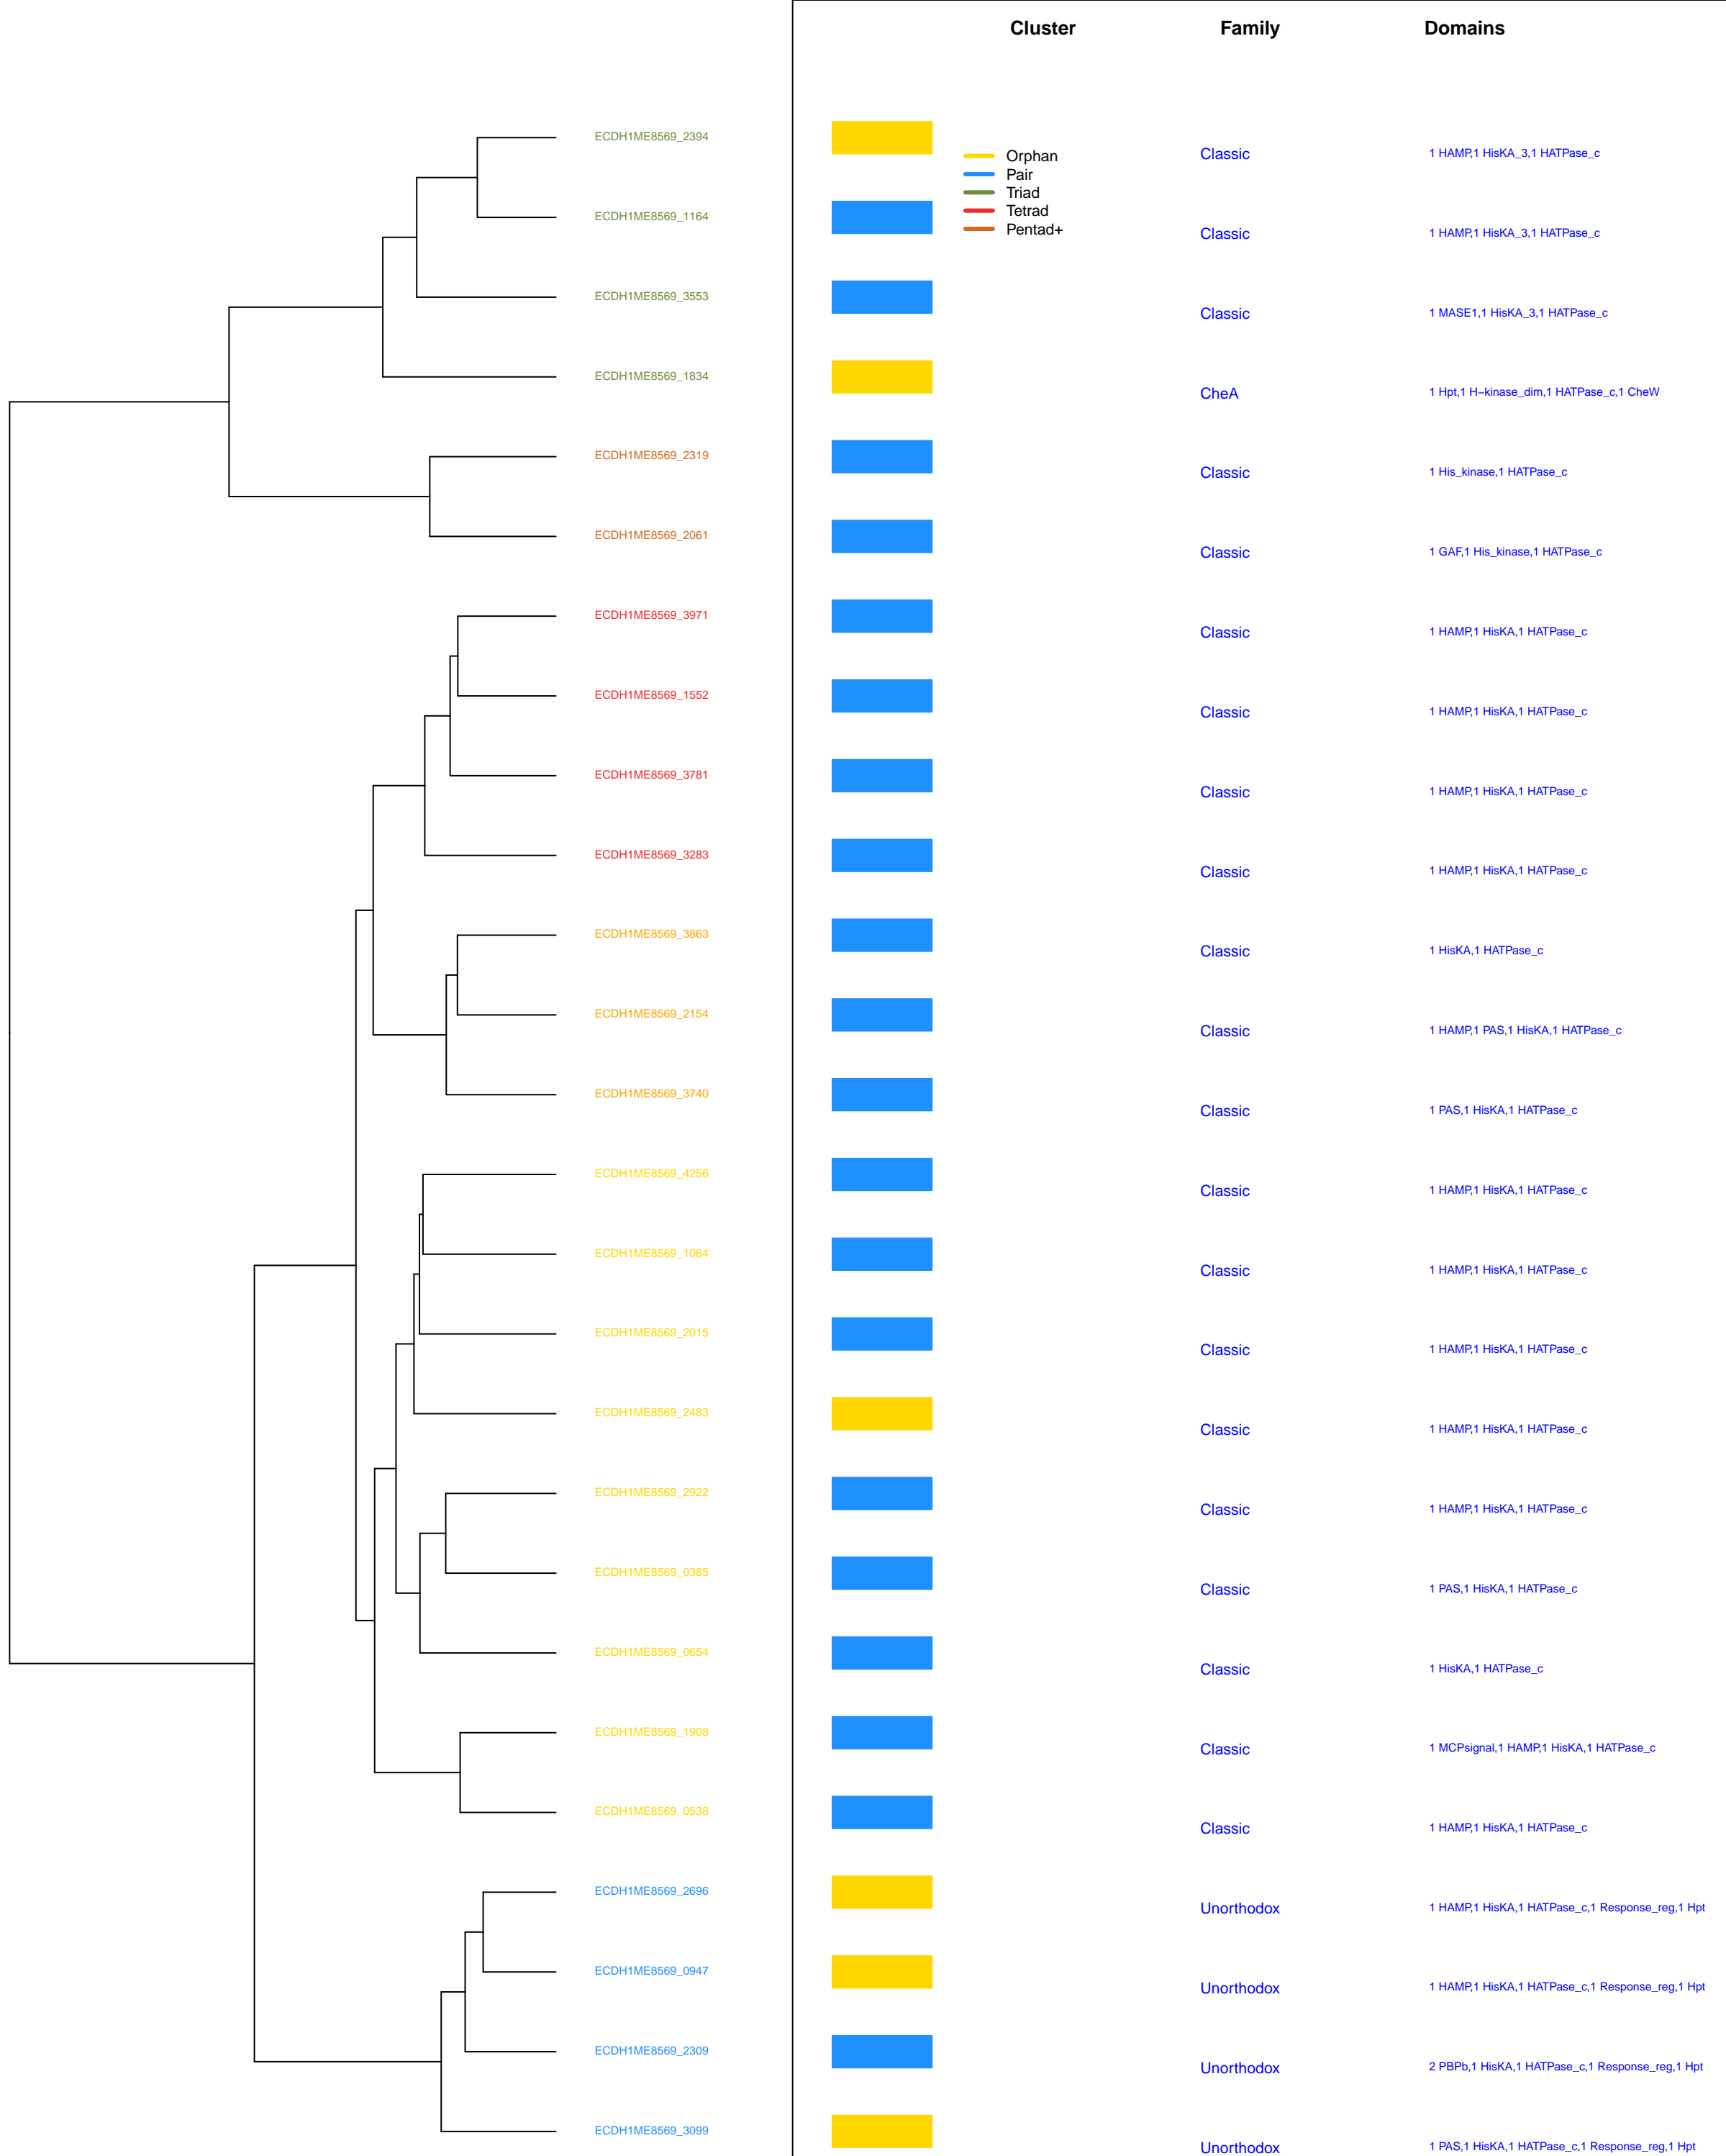 Cluster Family Domains
ECDH1ME8569_2394
Orphan
Classic 1 HAMP,1 HisKA_3,1 HATPase_c
Pair
Triad
Tetrad
ECDH1ME8569_1164
Pentad+
Classic 1 HAMP,1 HisKA_3,1 HATPase_c
ECDH1ME8569_3553
Classic 1 MASE1,1 HisKA_3,1 HATPase_c
ECDH1ME8569_1834
CheA 1 Hpt,1 H−kinase_dim,1 HATPase_c,1 CheW
ECDH1ME8569_2319
Classic 1 His_kinase,1 HATPase_c
ECDH1ME8569_2061
Classic 1 GAF,1 His_kinase,1 HATPase_c
ECDH1ME8569_3971
Classic 1 HAMP,1 HisKA,1 HATPase_c
ECDH1ME8569_1552
Classic 1 HAMP,1 HisKA,1 HATPase_c
ECDH1ME8569_3781
Classic 1 HAMP,1 HisKA,1 HATPase_c
ECDH1ME8569_3283
Classic 1 HAMP,1 HisKA,1 HATPase_c
ECDH1ME8569_3863
Classic 1 HisKA,1 HATPase_c
ECDH1ME8569_2154
Classic 1 HAMP,1 PAS,1 HisKA,1 HATPase_c
ECDH1ME8569_3740
Classic 1 PAS,1 HisKA,1 HATPase_c
ECDH1ME8569_4256
Classic 1 HAMP,1 HisKA,1 HATPase_c
ECDH1ME8569_1064
Classic 1 HAMP,1 HisKA,1 HATPase_c
ECDH1ME8569_2015
Classic 1 HAMP,1 HisKA,1 HATPase_c
ECDH1ME8569_2483
Classic 1 HAMP,1 HisKA,1 HATPase_c
ECDH1ME8569_2922
Classic 1 HAMP,1 HisKA,1 HATPase_c
ECDH1ME8569_0385
Classic 1 PAS,1 HisKA,1 HATPase_c
ECDH1ME8569_0654
Classic 1 HisKA,1 HATPase_c
ECDH1ME8569_1908
Classic 1 MCPsignal,1 HAMP,1 HisKA,1 HATPase_c
ECDH1ME8569_0538
Classic 1 HAMP,1 HisKA,1 HATPase_c
ECDH1ME8569_2696
Unorthodox 1 HAMP,1 HisKA,1 HATPase_c,1 Response_reg,1 Hpt
ECDH1ME8569_0947
Unorthodox 1 HAMP,1 HisKA,1 HATPase_c,1 Response_reg,1 Hpt
ECDH1ME8569_2309
Unorthodox 2 PBPb,1 HisKA,1 HATPase_c,1 Response_reg,1 Hpt
ECDH1ME8569_3099
Unorthodox 1 PAS,1 HisKA,1 HATPase_c,1 Response_reg,1 Hpt